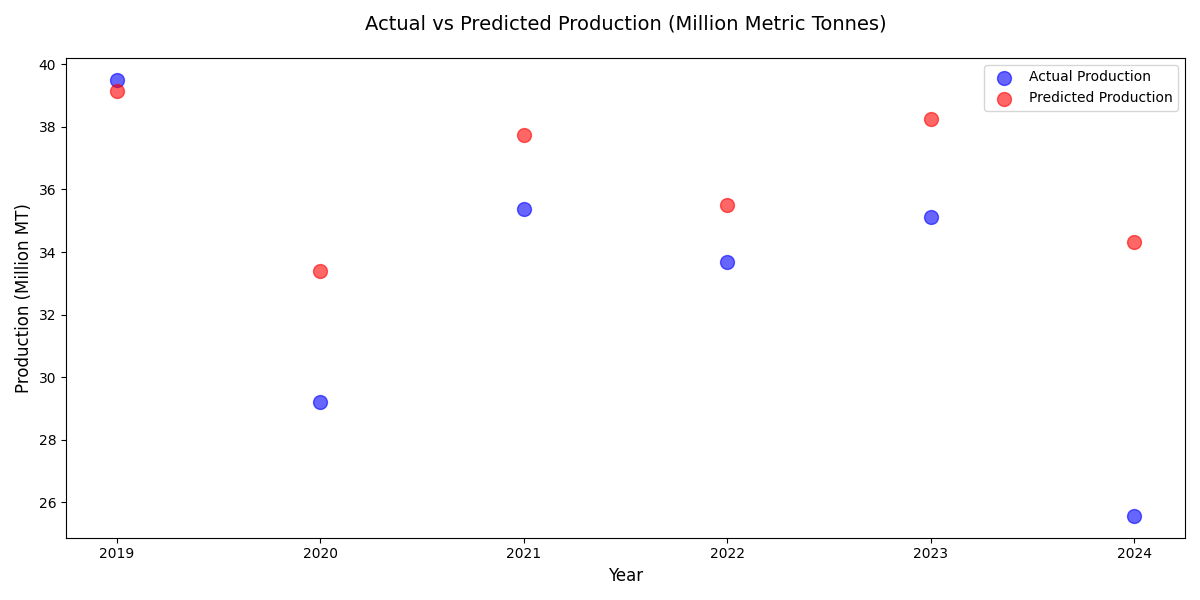 Actual vs Predicted Production (Million Metric Tonnes)
Actual Production
Predicted Production
Production (Million MT)
40
38
36
34
32
30
28
26
2019
2020
2021
2022
2023
2024
Year